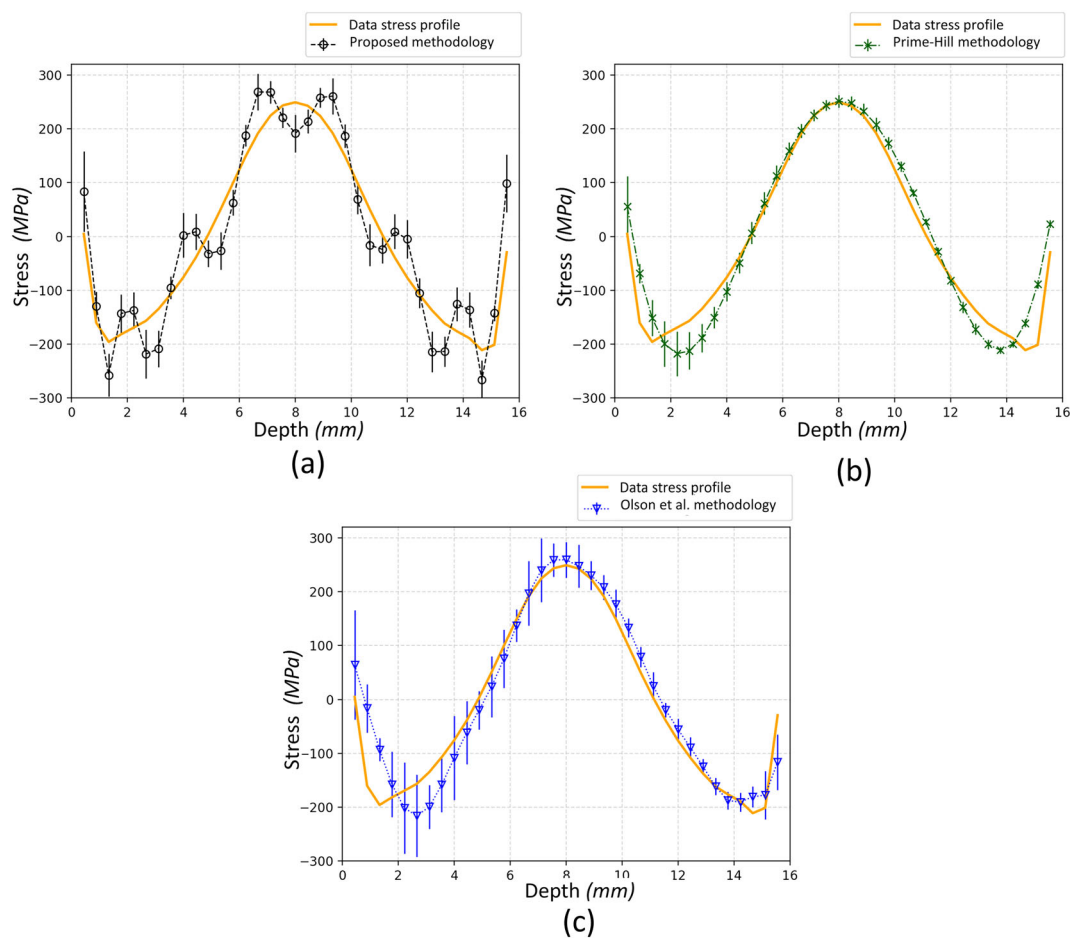 Data stress profile
Proposed methodology
300
200
100
0
−100
−200
−300
Stress (MPa)
0 2 4 6 8 10 12 14 16
Depth (mm)
(a)
Data stress profile
Prime-Hill methodology
300
200
100
0
−100
−200
−300
Stress (MPa)
0 2 4 6 8 10 12 14 16
Depth (mm)
(b)
Data stress profile
Olson et al. methodology
300
200
100
0
−100
−200
−300
Stress (MPa)
0 2 4 6 8 10 12 14 16
Depth (mm)
(c)